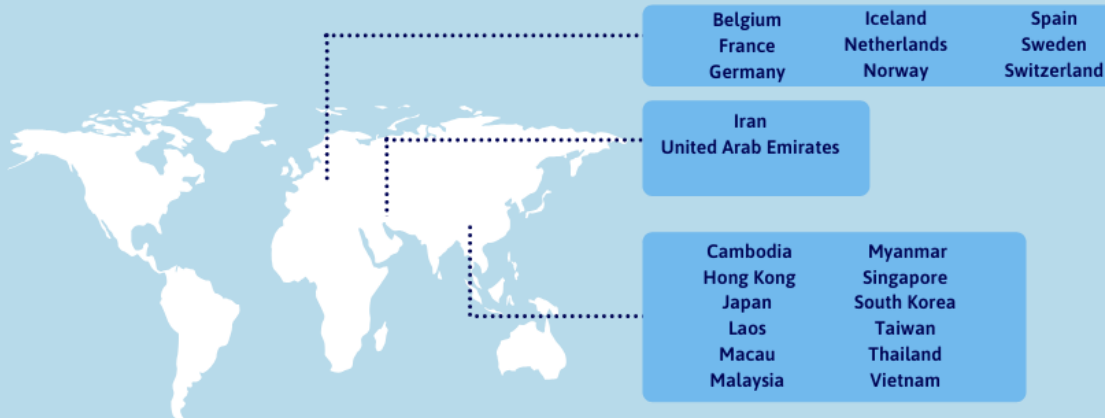 Belgium Iceland Spain
France Netherlands Sweden
Germany Norway Switzerland
Iran
United Arab Emirates
Cambodia Myanmar
Hong Kong Singapore
Japan South Korea
Laos Taiwan
Macau Thailand
Malaysia Vietnam